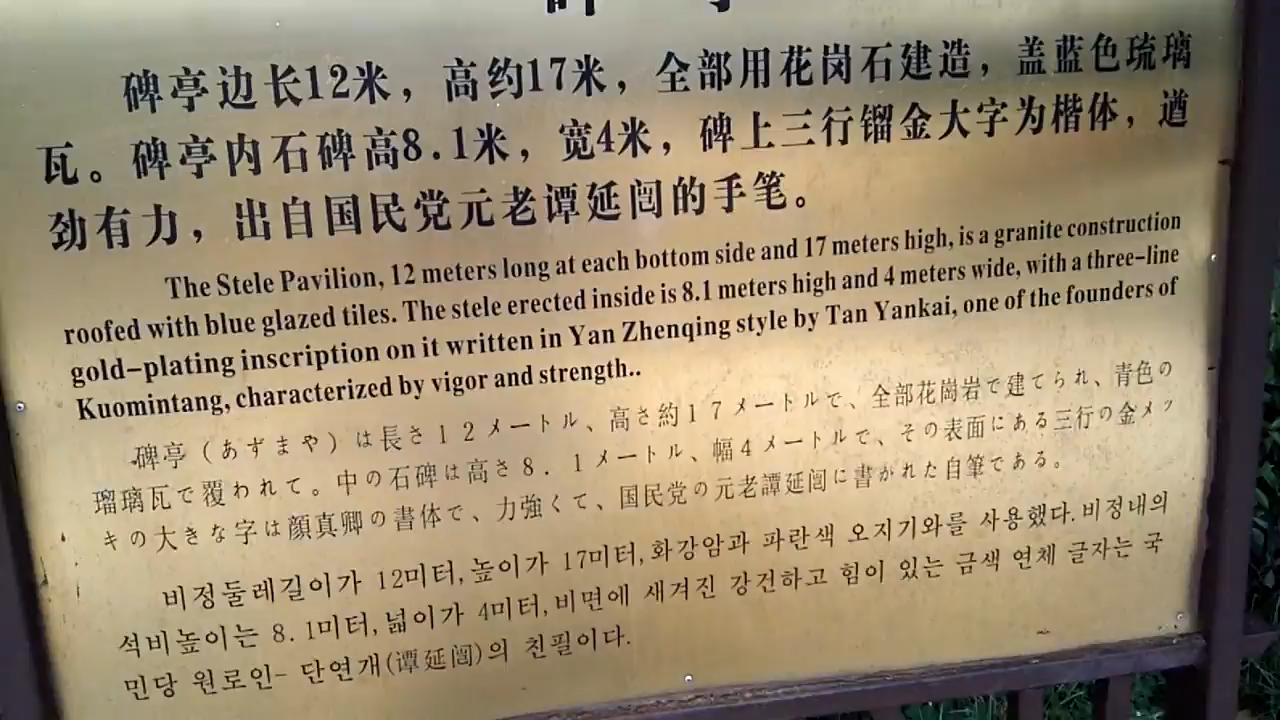 碑亭
碑亭边长12米，高约17米，全部用花岗石建造，盖蓝色琉璃
瓦。碑亭内石碑高8.1米，宽4米，碑上三行镏金大字为楷体，遒
劲有力，出自国民党元老谭延闿的手笔。
The Stele Pavilion, 12 meters long at each bottom side and 17 meters high, is a granite construction
roofed with blue glazed tiles. The stele erected inside is 8.1 meters high and 4 meters wide, with a three-line
gold-plating inscription on it written in Yan Zhenqing style by Tan Yankai, one of the founders of
Kuomintang, characterized by vigor and strength..
碑亭（あずまや）は長さ１２メートル、高さ約１７メートルで、全部花崗岩で建てられ、青色の
瑠璃瓦で覆われて。中の石碑は高さ８．１メートル、幅４メートルで、その表面にある三行の金メッ
キの大きな字は顔真卿の書体で、力強くて、国民党の元老譚延闿に書かれた自筆である。
비정둘레길이가 12미터, 높이가 17미터, 화강암과 파란색 오지기와를 사용했다. 비정내의
석비높이는 8.1미터, 넓이가 4미터, 비면에 새겨진 강건하고 힘이 있는 금색 연체 글자는 국
민당 원로인- 단연개(谭延闿)의 친필이다.